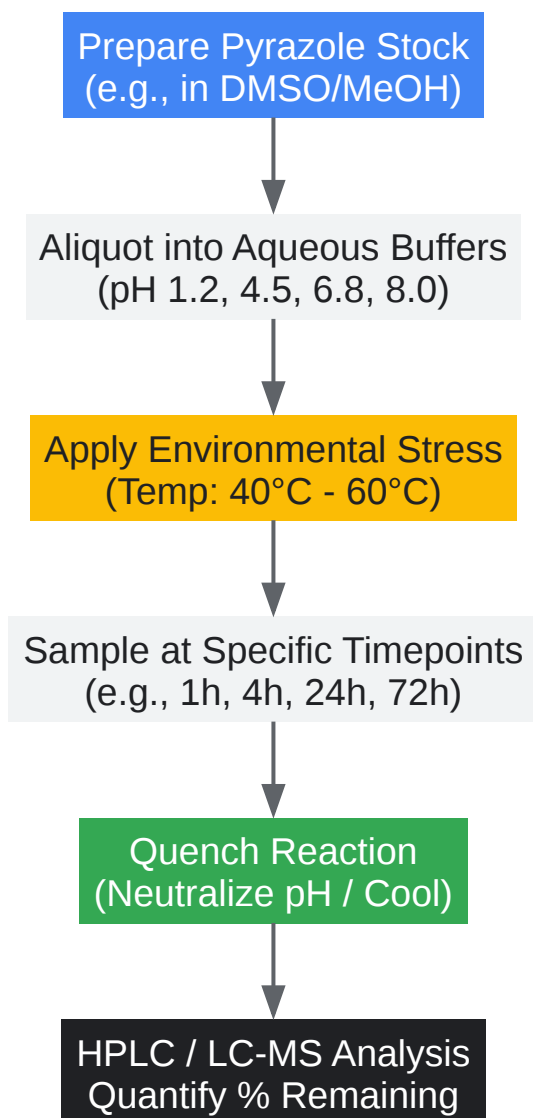 Prepare Pyrazole Stock
(e.g., in DMSO/MeOH)
Aliquot into Aqueous Buffers
(pH 1.2, 4.5, 6.8, 8.0)
Apply Environmental Stress
(Temp: 40°C - 60°C)
Sample at Specific Timepoints
(e.g., 1h, 4h, 24h, 72h)
Quench Reaction
(Neutralize pH / Cool)
HPLC / LC-MS Analysis
Quantify % Remaining